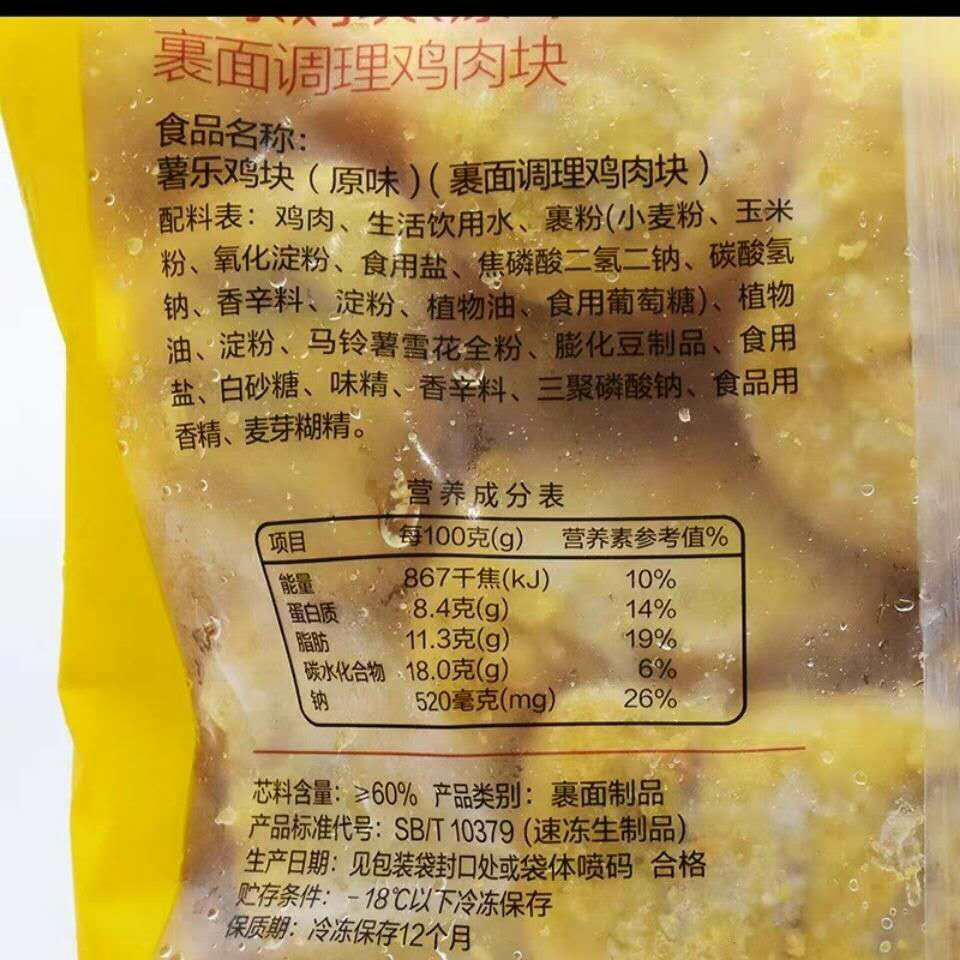 裹面调理鸡肉块
食品名称：
薯乐鸡块（原味）（裹面调理鸡肉块）
配料表：鸡肉、生活饮用水、裹粉(小麦粉、玉米
粉、氧化淀粉、食用盐、焦磷酸二氢二钠、碳酸氢
钠、香辛料、淀粉、植物油、食用葡萄糖)、植物
油、淀粉、马铃薯雪花全粉、膨化豆制品、食用
盐、白砂糖、味精、香辛料、三聚磷酸钠、食品用
香精、麦芽糊精。
营养成分表
项目 每100克(g) 营养素参考值%
能量 867千焦(kJ) 10%
蛋白质 8.4克(g) 14%
脂肪 11.3克(g) 19%
碳水化合物 18.0克(g) 6%
钠 520毫克(mg) 26%
芯料含量：≥60% 产品类别：裹面制品
产品标准代号：SB/T 10379 (速冻生制品)
生产日期：见包装袋封口处或袋体喷码 合格
贮存条件：-18℃以下冷冻保存
保质期：冷冻保存12个月